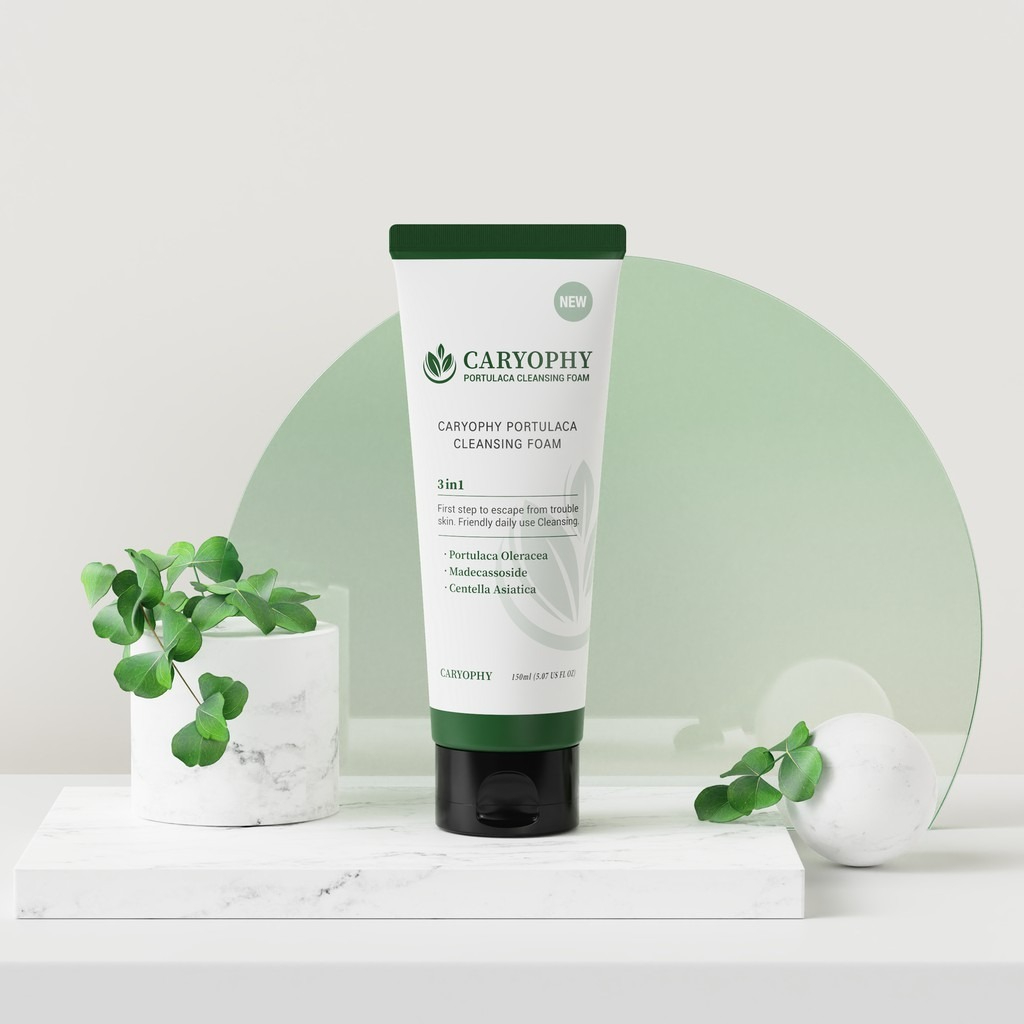 NEW
CARYOPHY
PORTULACA CLEANSING FOAM
CARYOPHY PORTULACA
CLEANSING FOAM
3in1
First step to escape from trouble
skin. Friendly daily use Cleansing.
· Portulaca Oleracea
· Madecassoside
· Centella Asiatica
CARYOPHY 150ml (5.07 US FL OZ)